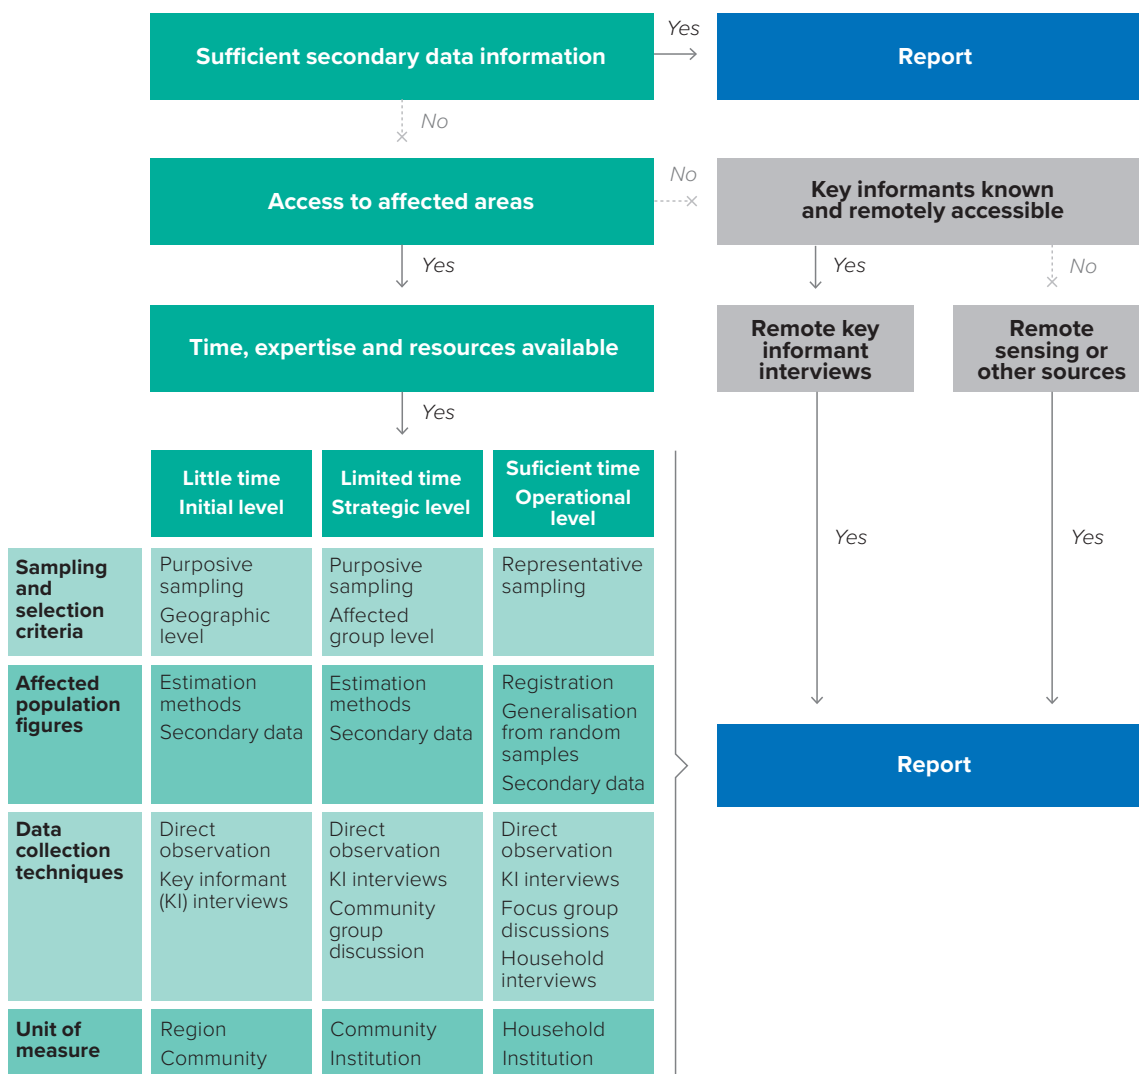 Sufficient secondary data information
Yes
Report
No
Access to affected areas
No
Key informants known
and remotely accessible
Yes
Yes
No
Time, expertise and resources available
Remote key
informant
interviews
Remote
sensing or
other sources
Yes
Little time
Initial level
Limited time
Strategic level
Suficient time
Operational
level
Yes
Yes
Sampling
and
selection
criteria
Purposive
sampling
Geographic
level
Purposive
sampling
Affected
group level
Representative
sampling
Affected
population
figures
Estimation
methods
Secondary data
Estimation
methods
Secondary data
Registration
Generalisation
from random
samples
Secondary data
Report
Data
collection
techniques
Direct
observation
Key informant
(KI) interviews
Direct
observation
KI interviews
Community
group
discussion
Direct
observation
KI interviews
Focus group
discussions
Household
interviews
Unit of
measure
Region
Community
Community
Institution
Household
Institution